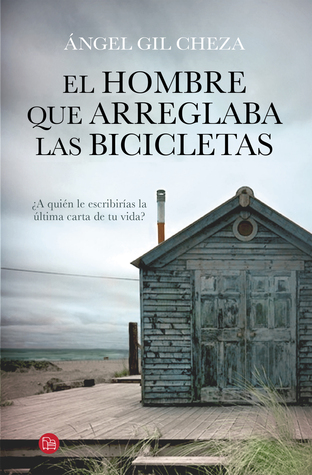 ÁNGEL GIL CHEZA
EL HOMBRE
QUE ARREGLABA
LAS BICICLETAS
¿A quién le escribirías la
última carta de tu vida?